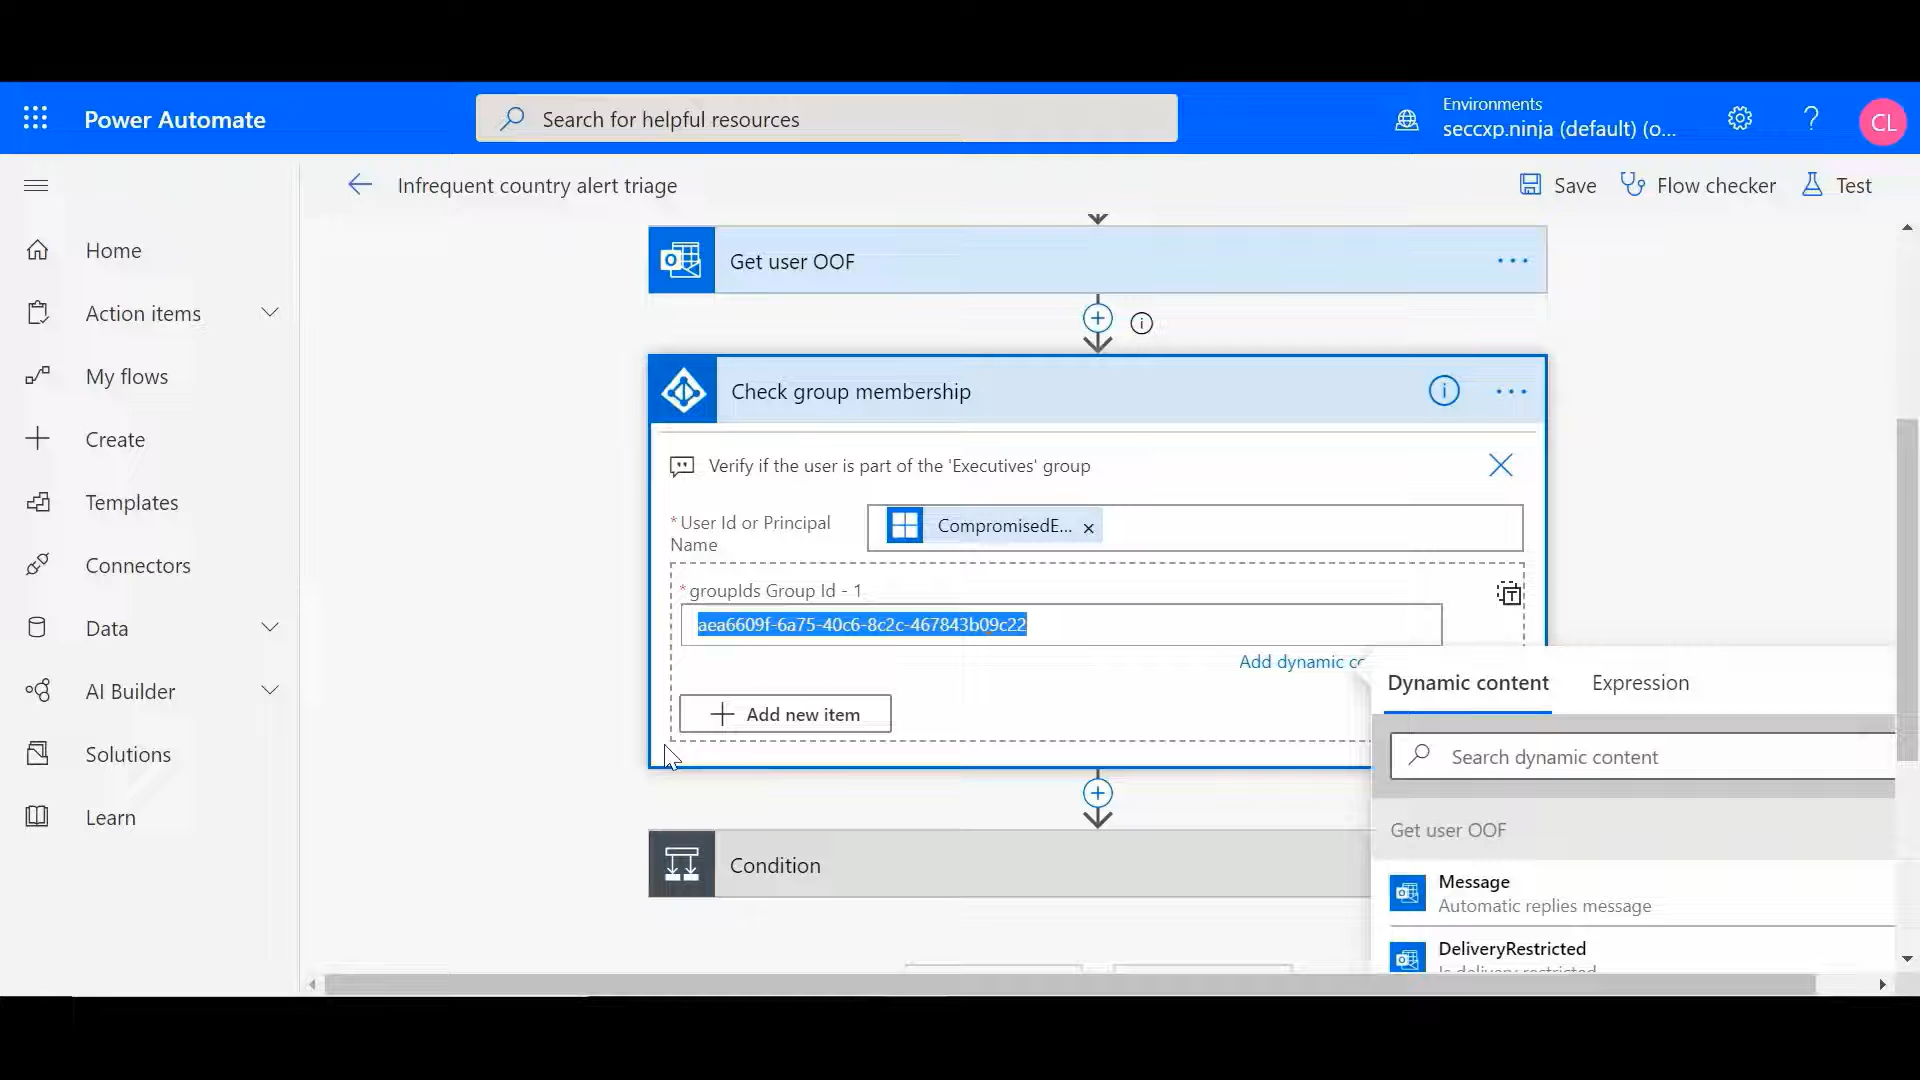 Power Automate
Search for helpful resources
Environments
seccxp.ninja (default) (o...
CL
Infrequent country alert triage
Save
Flow checker
Test
Home
Action items
My flows
Create
Templates
Connectors
Data
AI Builder
Solutions
Learn
Get user OOF
Check group membership
Verify if the user is part of the 'Executives' group
*User Id or Principal
Name
CompromisedE...
*groupIds Group Id - 1
aea6609f-6a75-40c6-8c2c-467843b09c22
Add dynamic co
Add new item
Condition
Dynamic content
Expression
Search dynamic content
Get user OOF
Message
Automatic replies message
DeliveryRestricted
Is delivery restricted